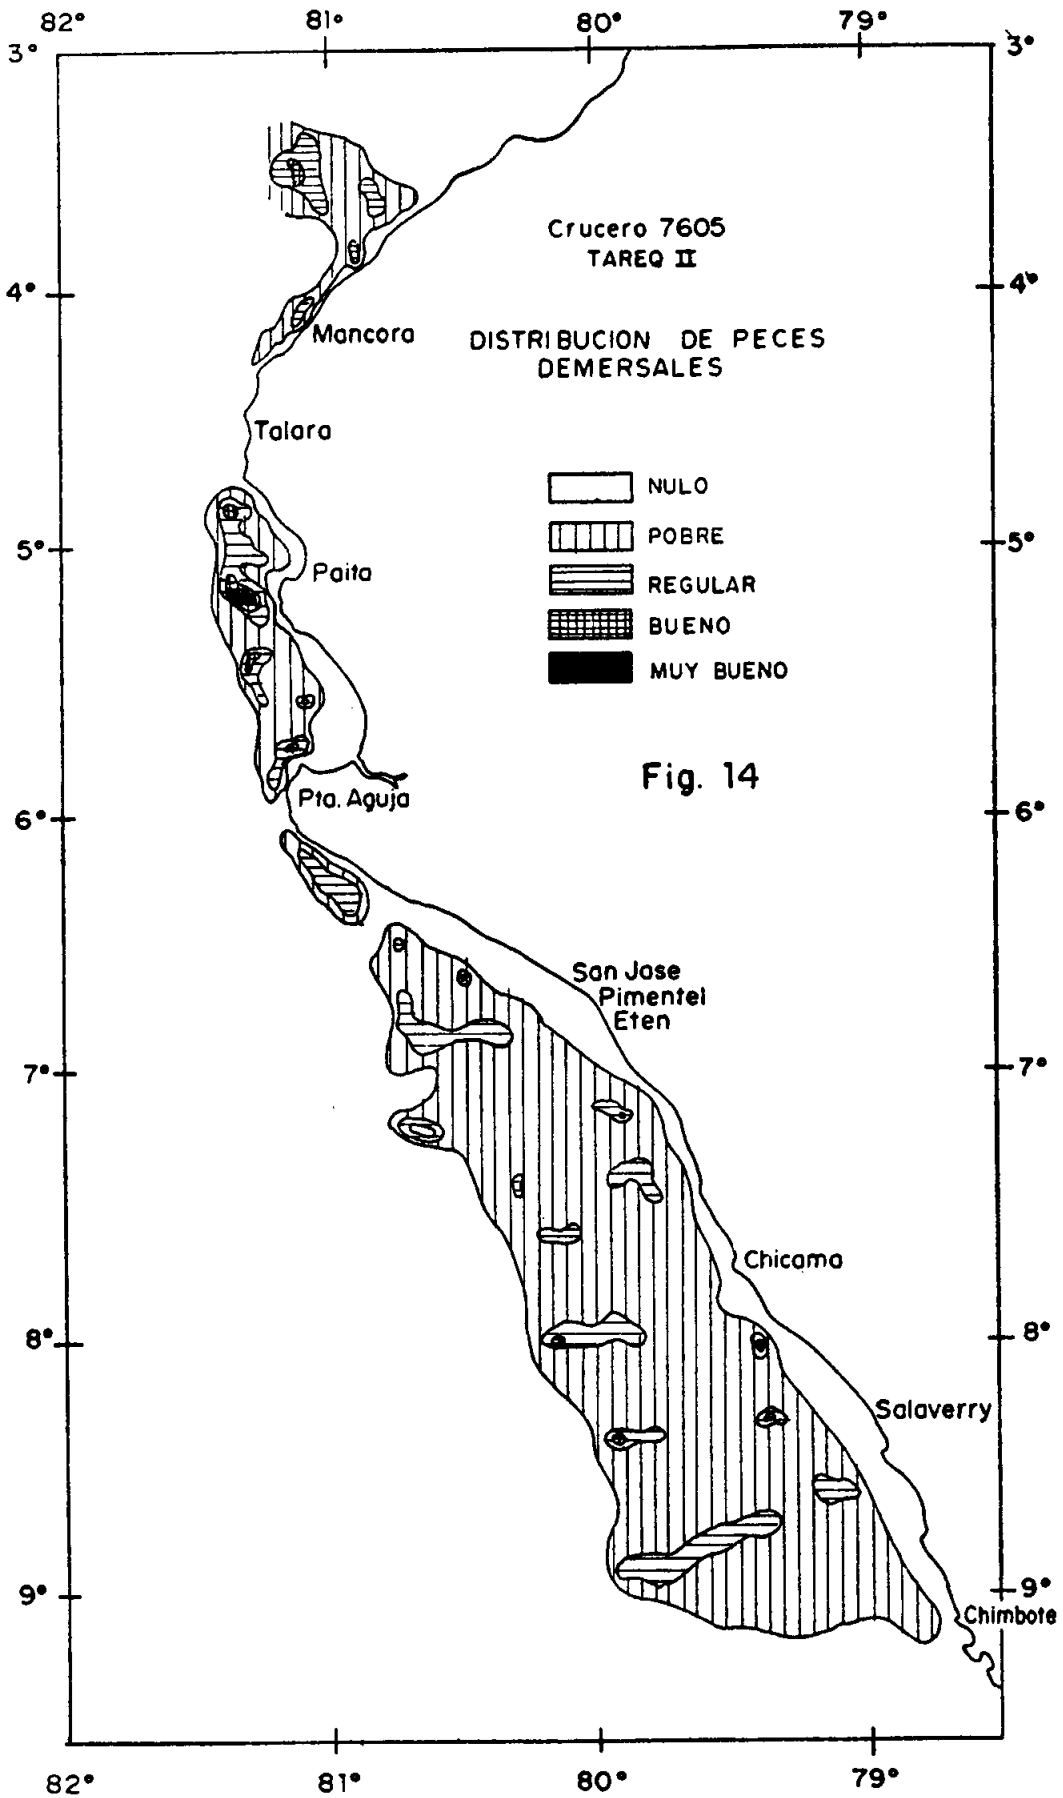 82° 81° 80° 79°
3° 3°
Crucero 7605
TAREQ II
4° 4°
Mancora
DISTRIBUCION DE PECES
DEMERSALES
Talara
NULO
POBRE
5° 5°
Paita
REGULAR
BUENO
MUY BUENO
Fig. 14
Pta. Aguja
6° 6°
San Jase
Pimentel
Eten
7° 7°
Chicama
8° 8°
Salaverry
9° 9°
Chimbote
82° 81° 80° 79°